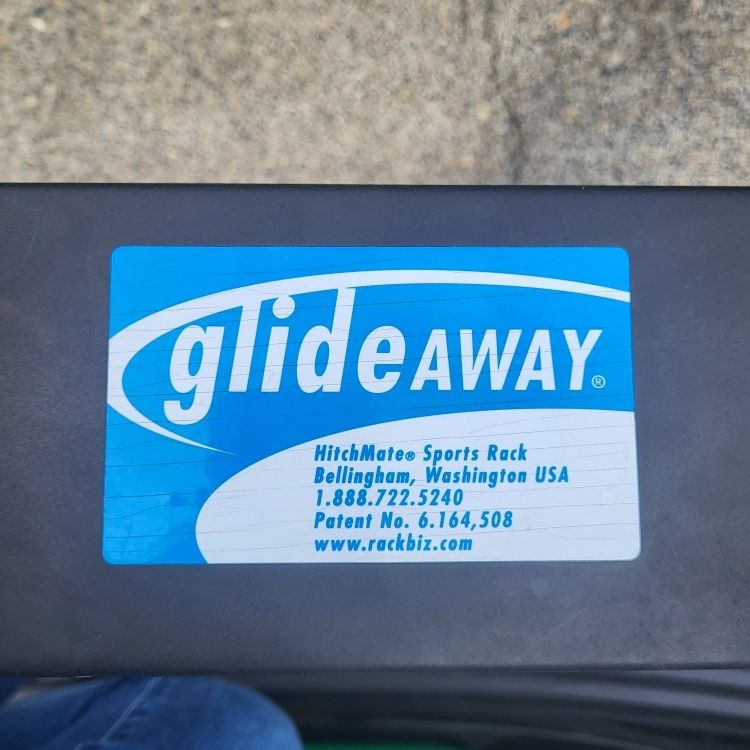 glideAWAY®
HitchMate® Sports Rack
Bellingham, Washington USA
1.888.722.5240
Patent No. 6.164,508
www.rackbiz.com